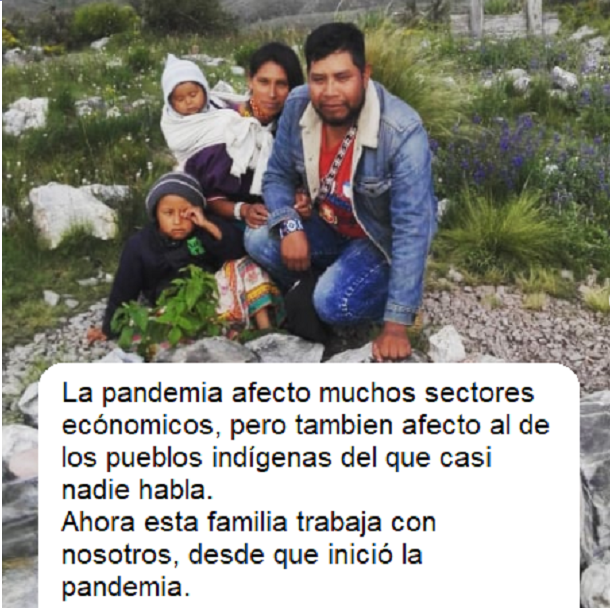 La pandemia afecto muchos sectores
ecónomicos, pero tambien afecto al de
los pueblos indígenas del que casi
nadie habla.
Ahora esta familia trabaja con
nosotros, desde que inició la
pandemia.